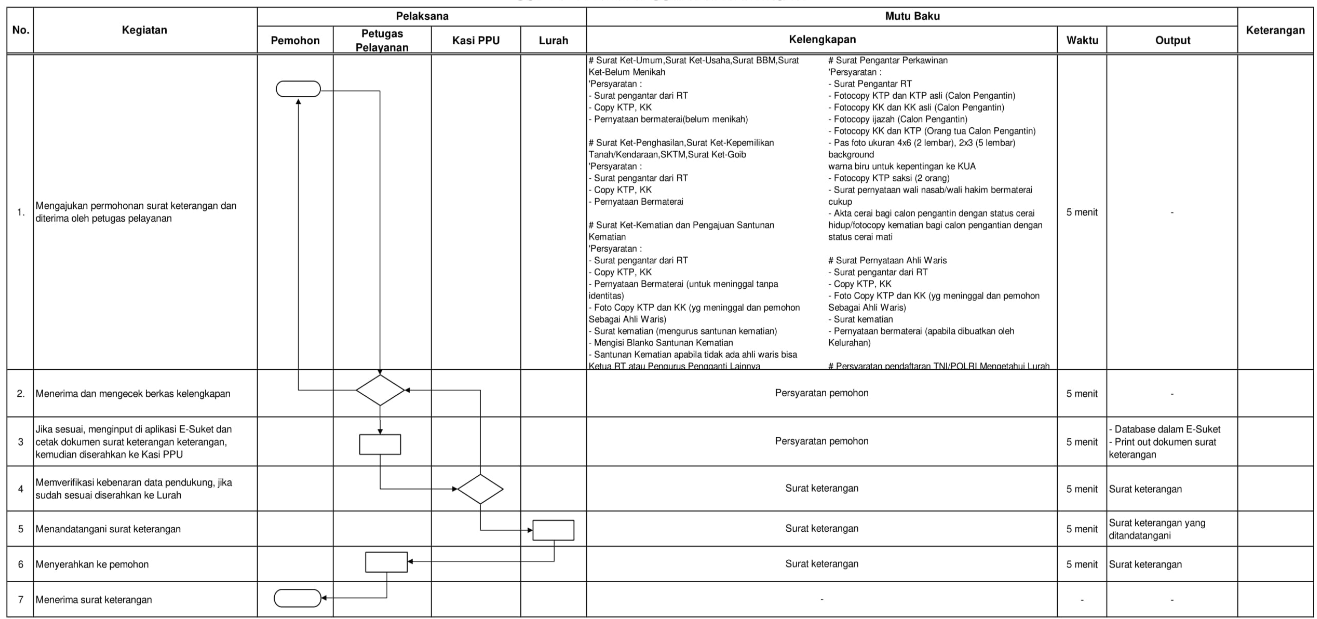 No.
Kegiatan
Pelaksana
Mutu Baku
Keterangan
Pemohon
Petugas
Pelayanan
Kasi PPU
Lurah
Kelengkapan
Waktu
Output
1.
Mengajukan permohonan surat keterangan dan
diterima oleh petugas pelayanan
# Surat Ket-Umum,Surat Ket-Usaha,Surat BBM,Surat
Ket-Belum Menikah
'Persyaratan :
- Surat pengantar dari RT
- Copy KTP, KK
- Pernyataan bermaterai(belum menikah)
# Surat Ket-Penghasilan,Surat Ket-Kepemilikan
Tanah/Kendaraan,SKTM,Surat Ket-Goib
'Persyaratan :
- Surat pengantar dari RT
- Copy KTP, KK
- Pernyataan Bermaterai
# Surat Ket-Kematian dan Pengajuan Santunan
Kematian
'Persyaratan :
- Surat pengantar dari RT
- Copy KTP, KK
- Pernyataan Bermaterai (untuk meninggal tanpa
identitas)
- Foto Copy KTP dan KK (yg meninggal dan pemohon
Sebagai Ahli Waris)
- Surat kematian (mengurus santunan kematian)
- Mengisi Blanko Santunan Kematian
- Santunan Kematian apabila tidak ada ahli waris bisa
Ketua RT atau Pengurus Pengganti Lainnya
# Surat Pengantar Perkawinan
'Persyaratan :
- Surat Pengantar RT
- Fotocopy KTP dan KTP asli (Calon Pengantin)
- Fotocopy KK dan KK asli (Calon Pengantin)
- Fotocopy ijazah (Calon Pengantin)
- Fotocopy KK dan KTP (Orang tua Calon Pengantin)
- Pas foto ukuran 4x6 (2 lembar), 2x3 (5 lembar)
background
warna biru untuk kepentingan ke KUA
- Fotocopy KTP saksi (2 orang)
- Surat pernyataan wali nasab/wali hakim bermaterai
cukup
- Akta cerai bagi calon pengantin dengan status cerai
hidup/fotocopy kematian bagi calon pengantian dengan
status cerai mati
# Surat Pernyataan Ahli Waris
- Surat pengantar dari RT
- Copy KTP, KK
- Foto Copy KTP dan KK (yg meninggal dan pemohon
Sebagai Ahli Waris)
- Surat kematian
- Pernyataan bermaterai (apabila dibuatkan oleh
Kelurahan)
# Persyaratan pendaftaran TNI/POLRI Mengetahui Lurah
5 menit
-
2.
Menerima dan mengecek berkas kelengkapan
Persyaratan pemohon
5 menit
-
3
Jika sesuai, menginput di aplikasi E-Suket dan
cetak dokumen surat keterangan keterangan,
kemudian diserahkan ke Kasi PPU
Persyaratan pemohon
5 menit
- Database dalam E-Suket
- Print out dokumen surat
keterangan
4
Memverifikasi kebenaran data pendukung, jika
sudah sesuai diserahkan ke Lurah
Surat keterangan
5 menit
Surat keterangan
5
Menandatangani surat keterangan
Surat keterangan
5 menit
Surat keterangan yang
ditandatangani
6
Menyerahkan ke pemohon
Surat keterangan
5 menit
Surat keterangan
7
Menerima surat keterangan
-
-
-